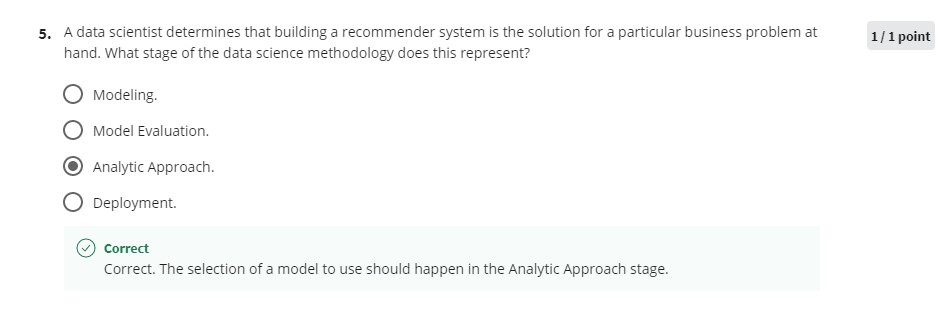 5. A data scientist determines that building a recommender system is the solution for a particular business problem at
hand. What stage of the data science methodology does this represent?
1 / 1 point
Modeling.
Model Evaluation.
Analytic Approach.
Deployment.
Correct
Correct. The selection of a model to use should happen in the Analytic Approach stage.